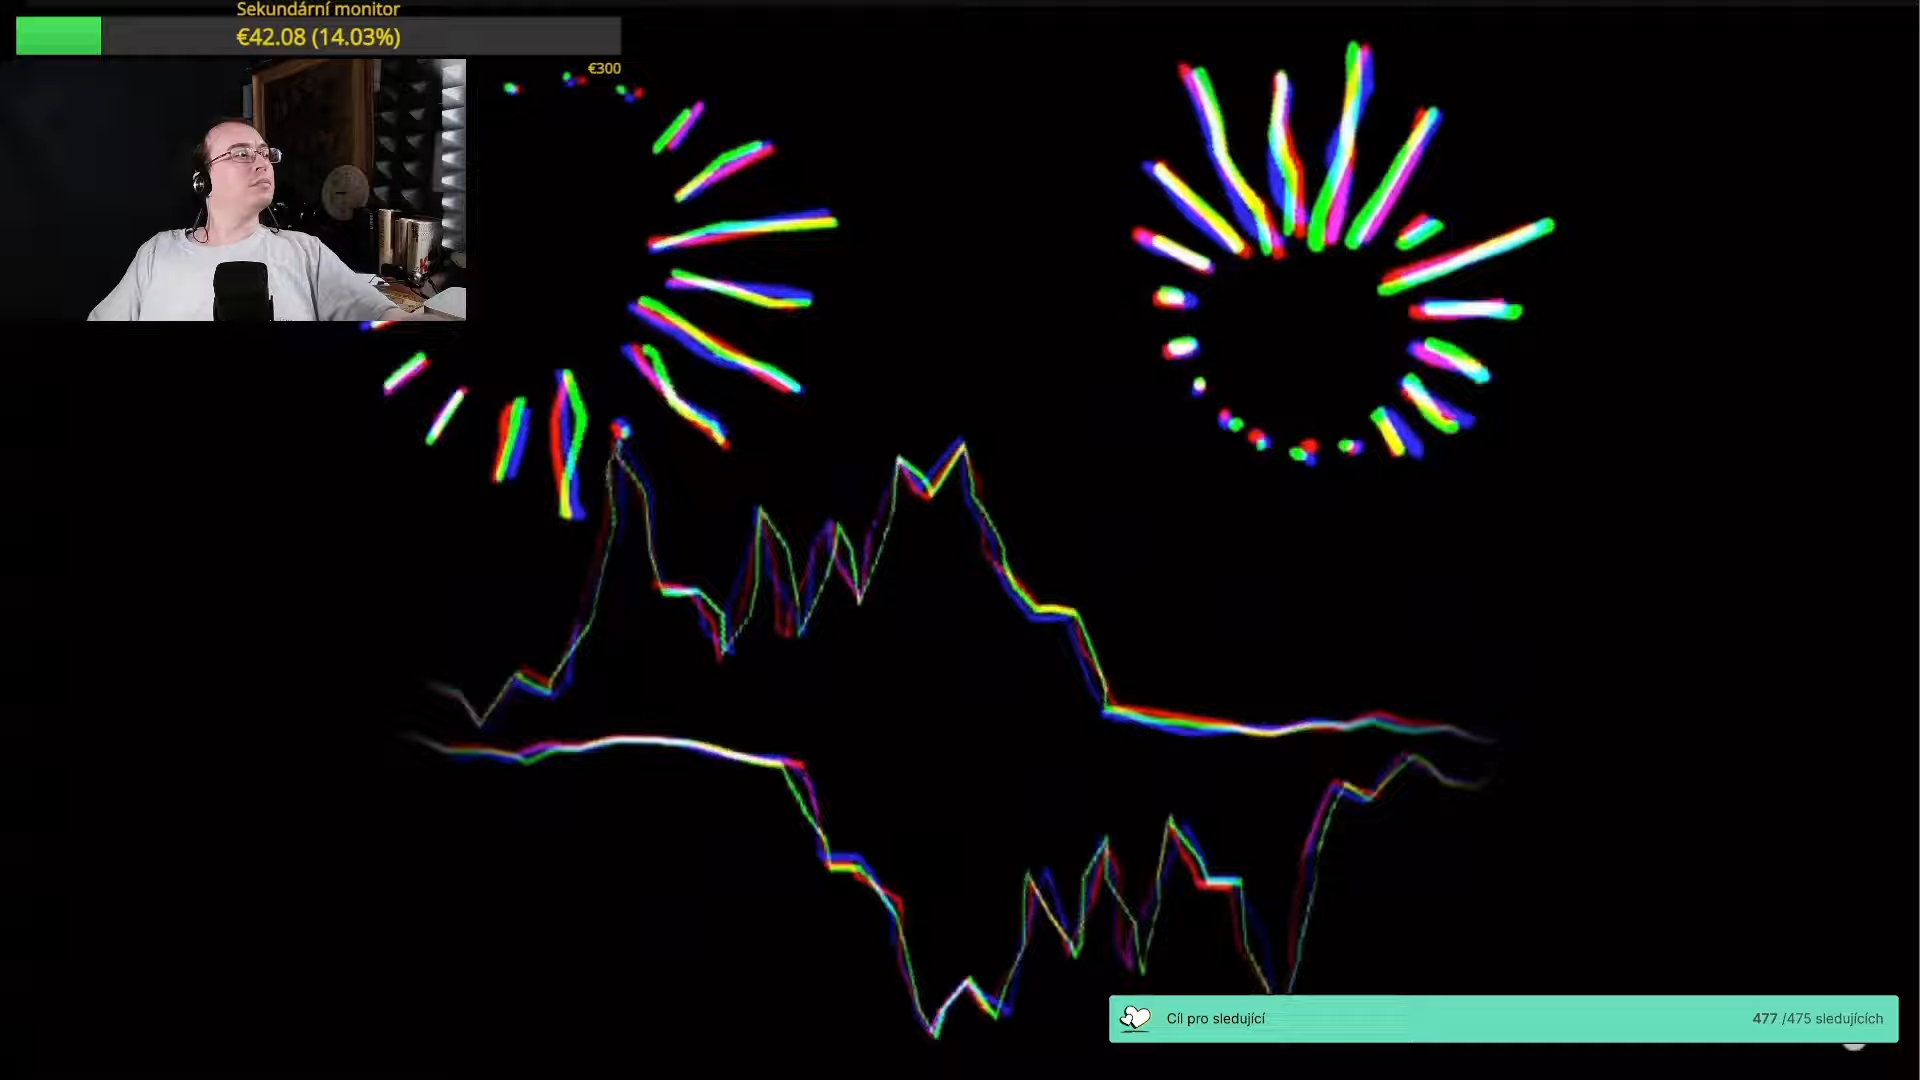 Sekundární monitor
€42.08 (14.03%)
€300
Cíl pro sledující
477 /475 sledujících